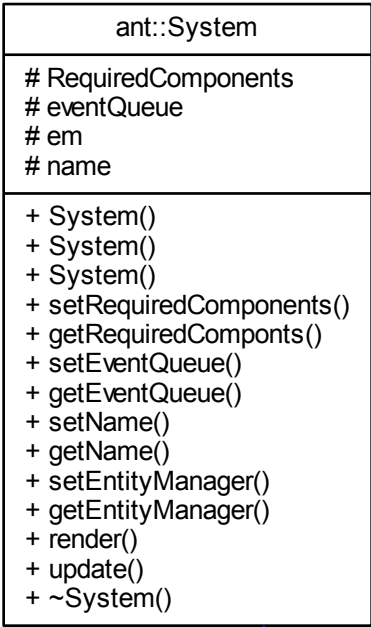 ant::System
# RequiredComponents
# eventQueue
# em
# name
+ System()
+ System()
+ System()
+ setRequiredComponents()
+ getRequiredComponts()
+ setEventQueue()
+ getEventQueue()
+ setName()
+ getName()
+ setEntityManager()
+ getEntityManager()
+ render()
+ update()
+ ~System()